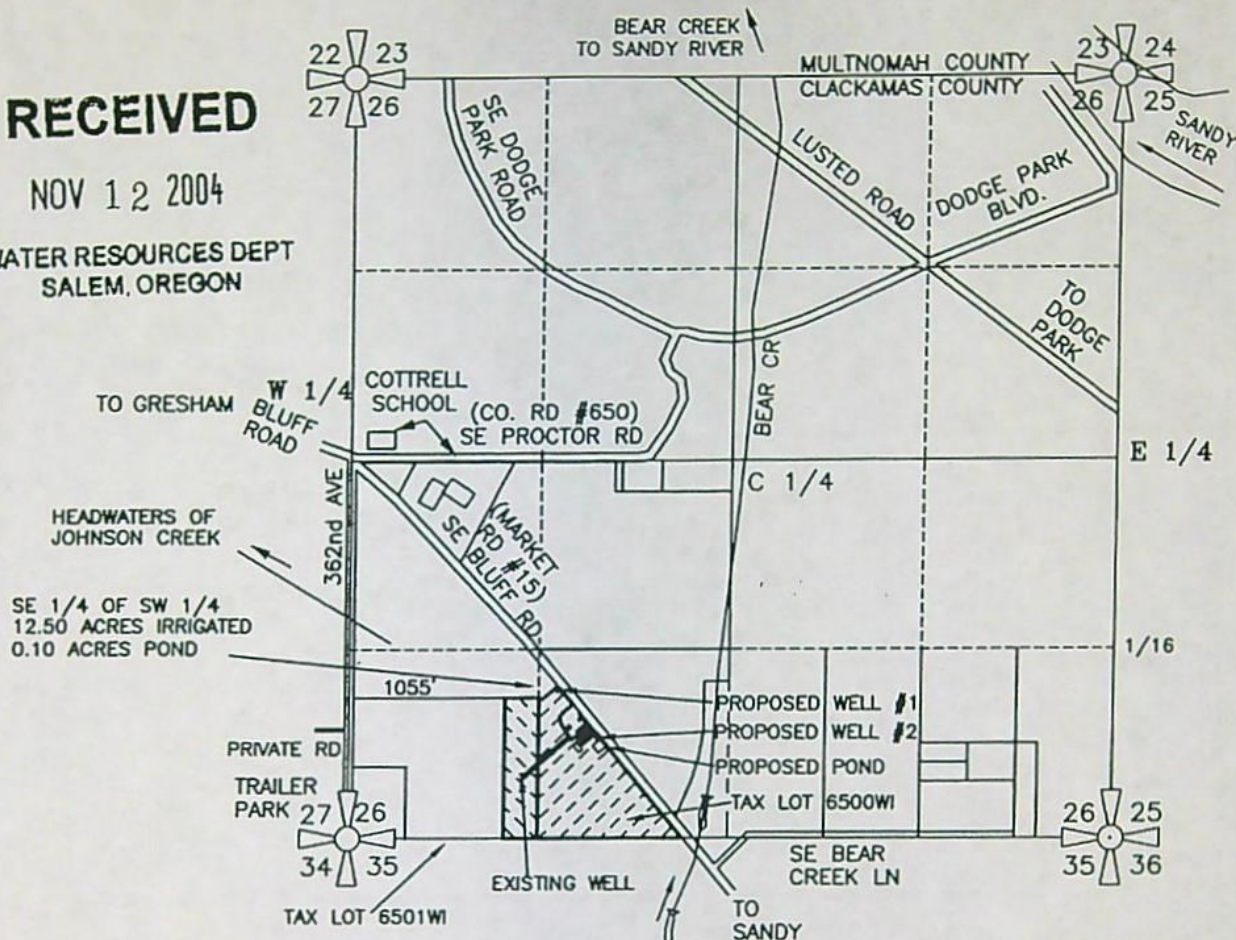 RECEIVED
NOV 12 2004
WATER RESOURCES DEPT
SALEM, OREGON
BEAR CREEK
TO SANDY RIVER
22 23
27 26
MULTNOMAH COUNTY
CLACKAMAS COUNTY
23 24
26 25
SANDY
RIVER
SE DODGE
PARK ROAD
LUSTED ROAD
DODGE PARK
BLVD.
TO
DODGE
PARK
BEAR CR
W 1/4
COTTRELL
SCHOOL
(CO. RD #650)
SE PROCTOR RD
TO GRESHAM
BLUFF
ROAD
E 1/4
C 1/4
362nd AVE
(MARKET
RD #15)
SE BLUFF RD.
HEADWATERS OF
JOHNSON CREEK
SE 1/4 OF SW 1/4
12.50 ACRES IRRIGATED
0.10 ACRES POND
1/16
1055'
PROPOSED WELL #1
PROPOSED WELL #2
PROPOSED POND
TAX LOT 6500WI
PRIVATE RD
TRAILER
PARK
27 26
34 35
26 25
35 36
SE BEAR
CREEK LN
EXISTING WELL
TAX LOT 6501WI
TO
SANDY